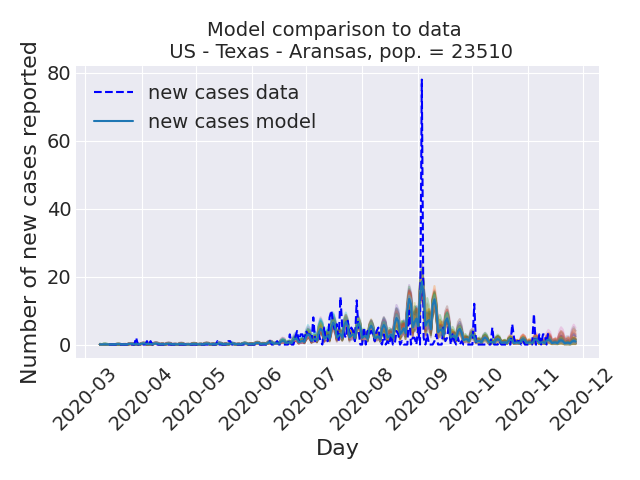 Model comparison to data
US - Texas - Aransas, pop. = 23510
Number of new cases reported
80
60
40
20
0
new cases data
new cases model
2020-03
2020-04
2020-05
2020-06
2020-07
2020-08
2020-09
2020-10
2020-11
2020-12
Day